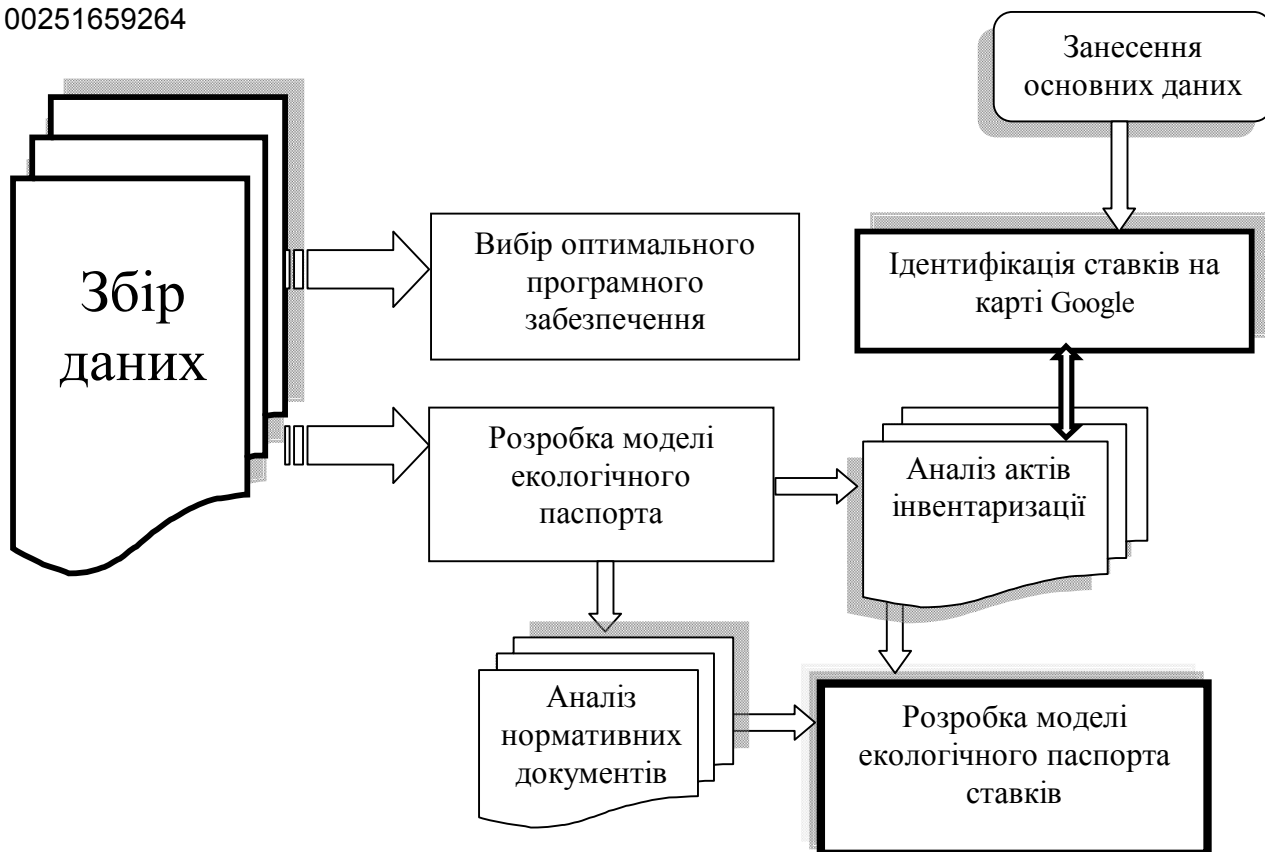 00251659264
Занесення
основних даних
Збір
даних
Вибір оптимального
програмного
забезпечення
Ідентифікація ставків на
карті Google
Розробка моделі
екологічного
паспорта
Аналіз актів
інвентаризації
Аналіз
нормативних
документів
Розробка моделі
екологічного паспорта
ставків